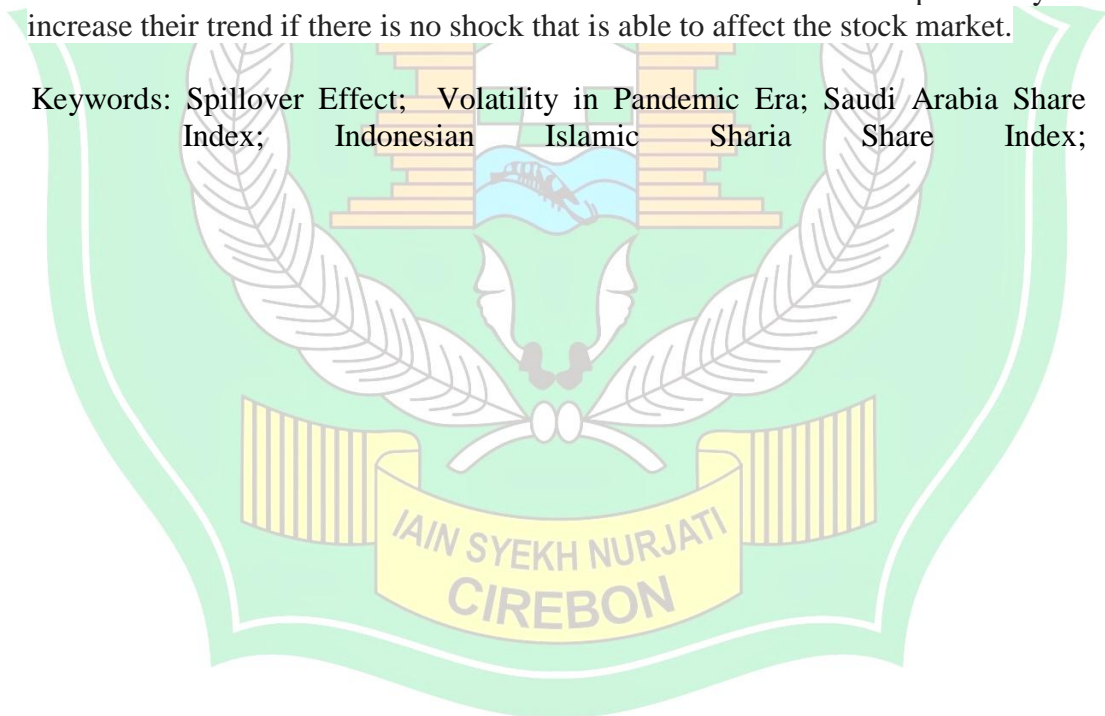 increase their trend if there is no shock that is able to affect the stock market.
Keywords: Spillover Effect; Volatility in Pandemic Era; Saudi Arabia Share
Index; Indonesian Islamic Sharia Share Index;
IAIN SYEKH NURJATI
CIREBON